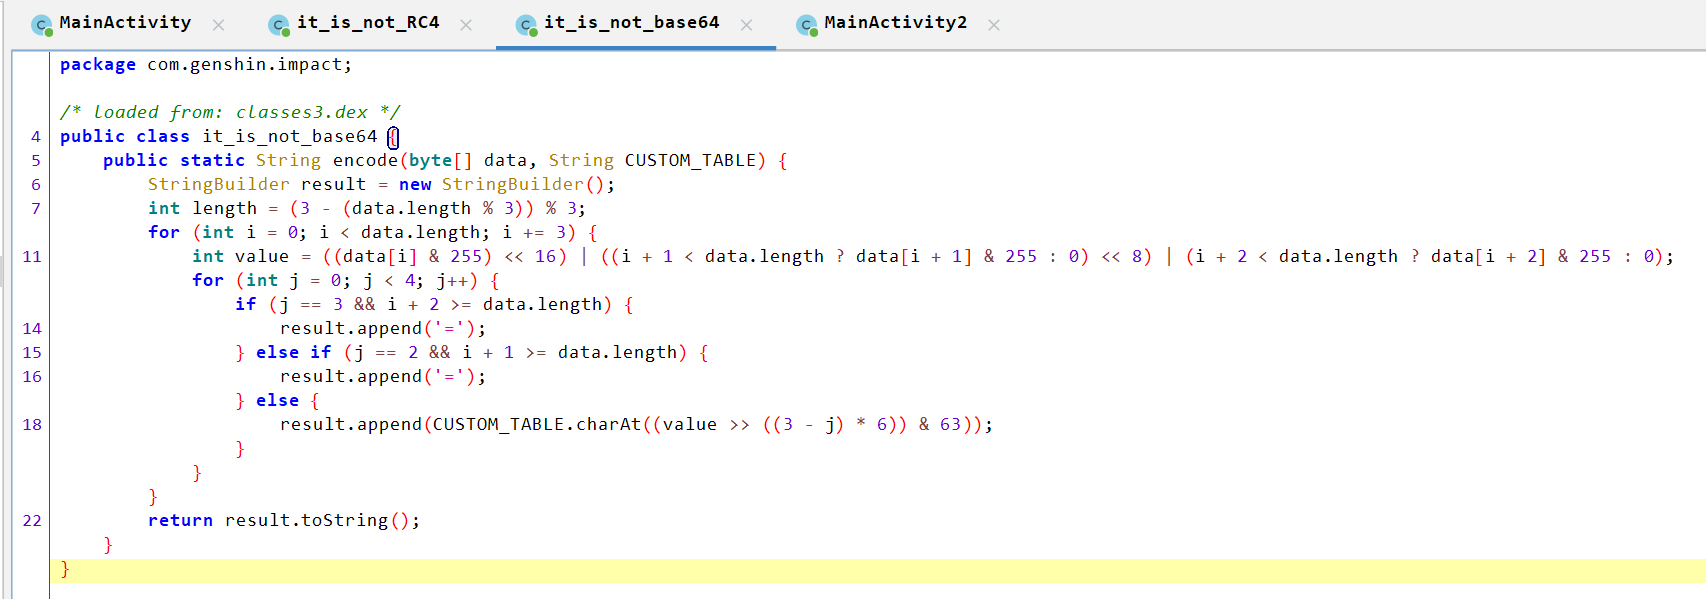 MainActivity × it_is_not_RC4 × it_is_not_base64 × MainActivity2 ×
package com.genshin.impact;
/* loaded from: classes3.dex */
4 public class it_is_not_base64 {
5 public static String encode(byte[] data, String CUSTOM_TABLE) {
6 StringBuilder result = new StringBuilder();
7 int length = (3 - (data.length % 3)) % 3;
for (int i = 0; i < data.length; i += 3) {
11 int value = ((data[i] & 255) << 16) | ((i + 1 < data.length ? data[i + 1] & 255 : 0) << 8) | (i + 2 < data.length ? data[i + 2] & 255 : 0);
for (int j = 0; j < 4; j++) {
if (j == 3 && i + 2 >= data.length) {
14 result.append('=');
15 } else if (j == 2 && i + 1 >= data.length) {
16 result.append('=');
} else {
18 result.append(CUSTOM_TABLE.charAt((value >> ((3 - j) * 6)) & 63));
}
}
}
22 return result.toString();
}
}